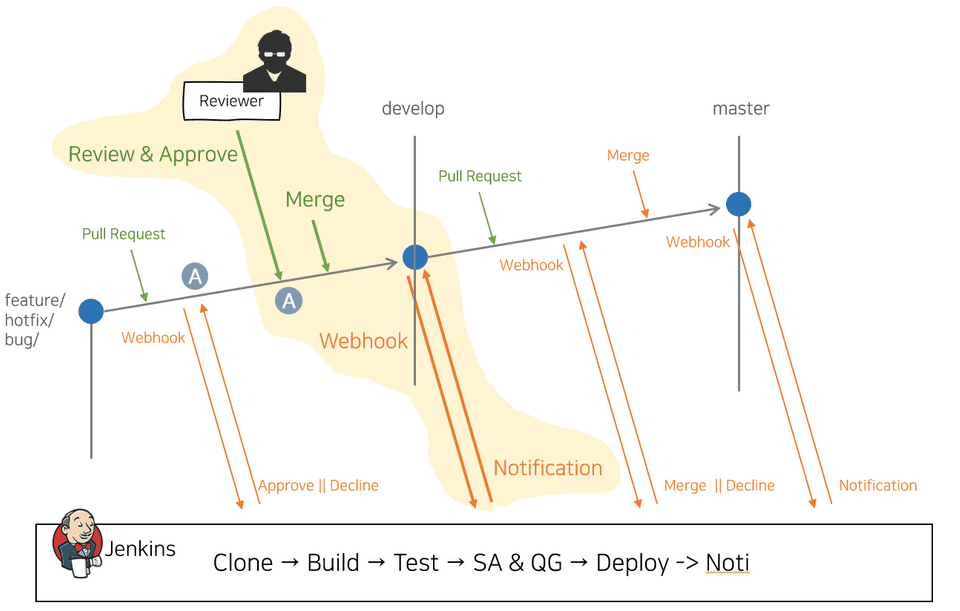 Reviewer
develop
master
Review & Approve
Merge
Pull Request
Merge
Pull Request
A
A
Webhook
Webhook
feature/
hotfix/
bug/
Webhook
Webhook
Notification
Approve || Decline
Merge || Decline
Notification
Jenkins
Clone → Build → Test → SA & QG → Deploy -> Noti